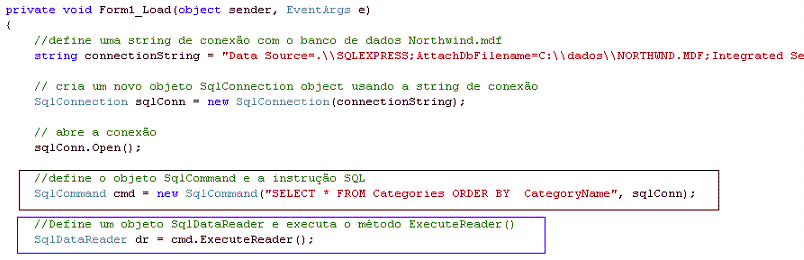 private void Form1_Load(object sender, EventArgs e)
{
//define uma string de conexão com o banco de dados Northwind.mdf
string connectionString = "Data Source=.\\SQLEXPRESS;AttachDbFilename=C:\\dados\\NORTHWND.MDF;Integrated Se
// cria um novo objeto SqlConnection object usando a string de conexão
SqlConnection sqlConn = new SqlConnection(connectionString);
// abre a conexão
sqlConn.Open();
//define o objeto SqlCommand e a instrução SQL
SqlCommand cmd = new SqlCommand("SELECT * FROM Categories ORDER BY  CategoryName", sqlConn);
//Define um objeto SqlDataReader e executa o método ExecuteReader()
SqlDataReader dr = cmd.ExecuteReader();